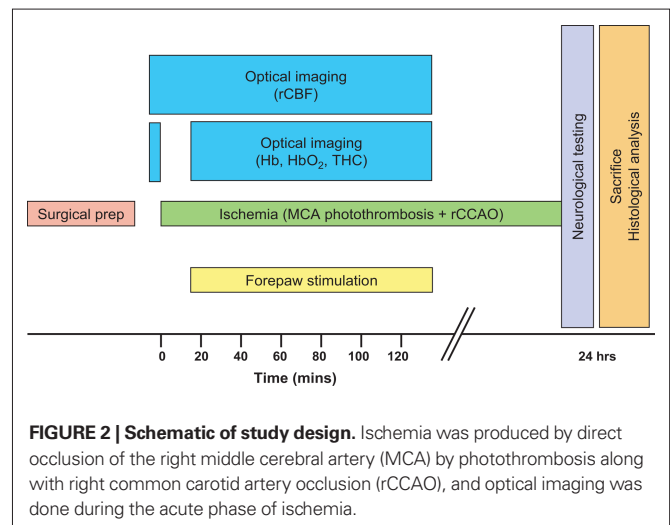 Optical imaging
(rCBF)
Optical imaging
(Hb, HbO₂, THC)
Surgical prep
Ischemia (MCA photothrombosis + rCCAO)
Forepaw stimulation
Neurological testing
Sacrifice
Histological analysis
0 20 40 60 80 100 120 24 hrs
Time (mins)
FIGURE 2 | Schematic of study design. Ischemia was produced by direct
occlusion of the right middle cerebral artery (MCA) by photothrombosis along
with right common carotid artery occlusion (rCCAO), and optical imaging was
done during the acute phase of ischemia.